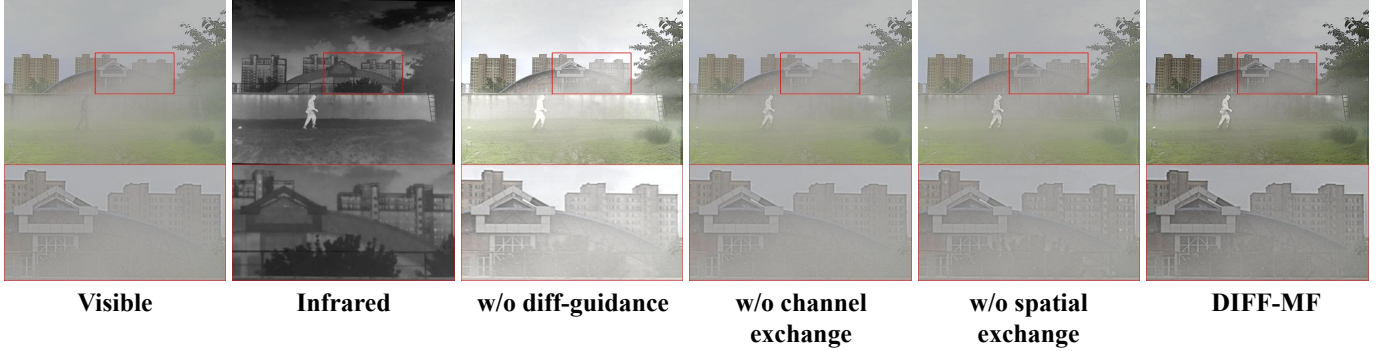 Visible
Infrared
w/o diff-guidance
w/o channel
exchange
w/o spatial
exchange
DIFF-MF